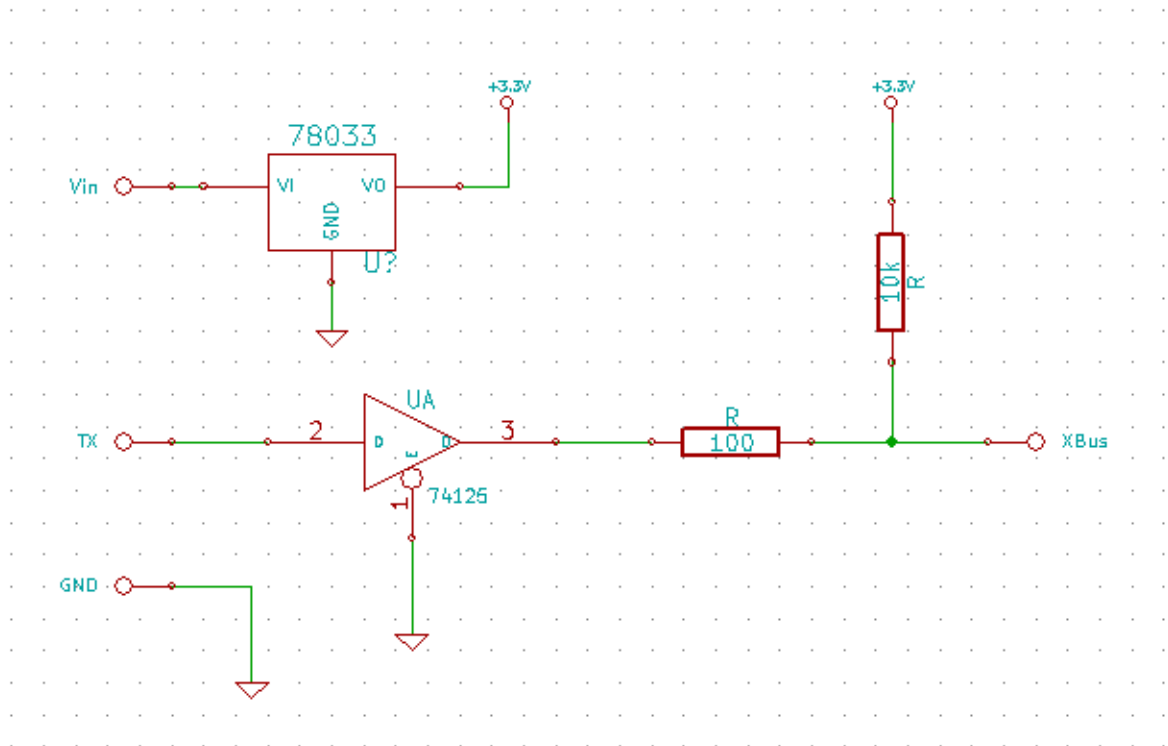 +3.3V
+3.3V
78033
Vin
VI
VO
GND
U?
10k
R
UA
TX
2
D
O
3
E
1
74125
R
100
XBus
GND